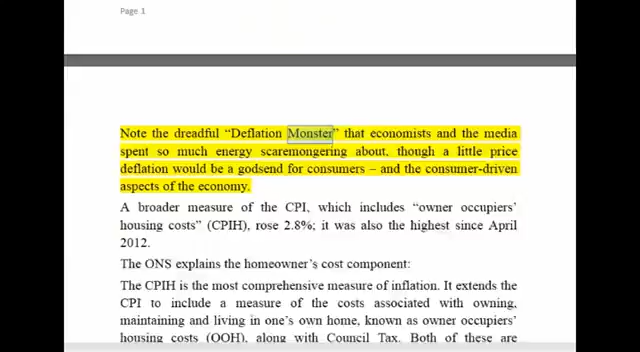 Page 1
Note the dreadful “Deflation Monster” that economists and the media
spent so much energy scaremongering about, though a little price
deflation would be a godsend for consumers – and the consumer-driven
aspects of the economy.
A broader measure of the CPI, which includes “owner occupiers’
housing costs” (CPIH), rose 2.8%; it was also the highest since April
2012.
The ONS explains the homeowner’s cost component:
The CPIH is the most comprehensive measure of inflation. It extends the
CPI to include a measure of the costs associated with owning,
maintaining and living in one’s own home, known as owner occupiers’
housing costs (OOH), along with Council Tax. Both of these are